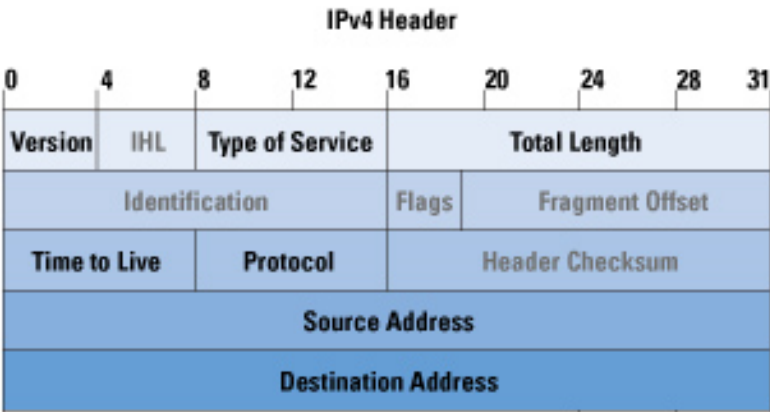 IPv4 Header
0 4 8 12 16 20 24 28 31
Version IHL Type of Service Total Length
Identification Flags Fragment Offset
Time to Live Protocol Header Checksum
Source Address
Destination Address